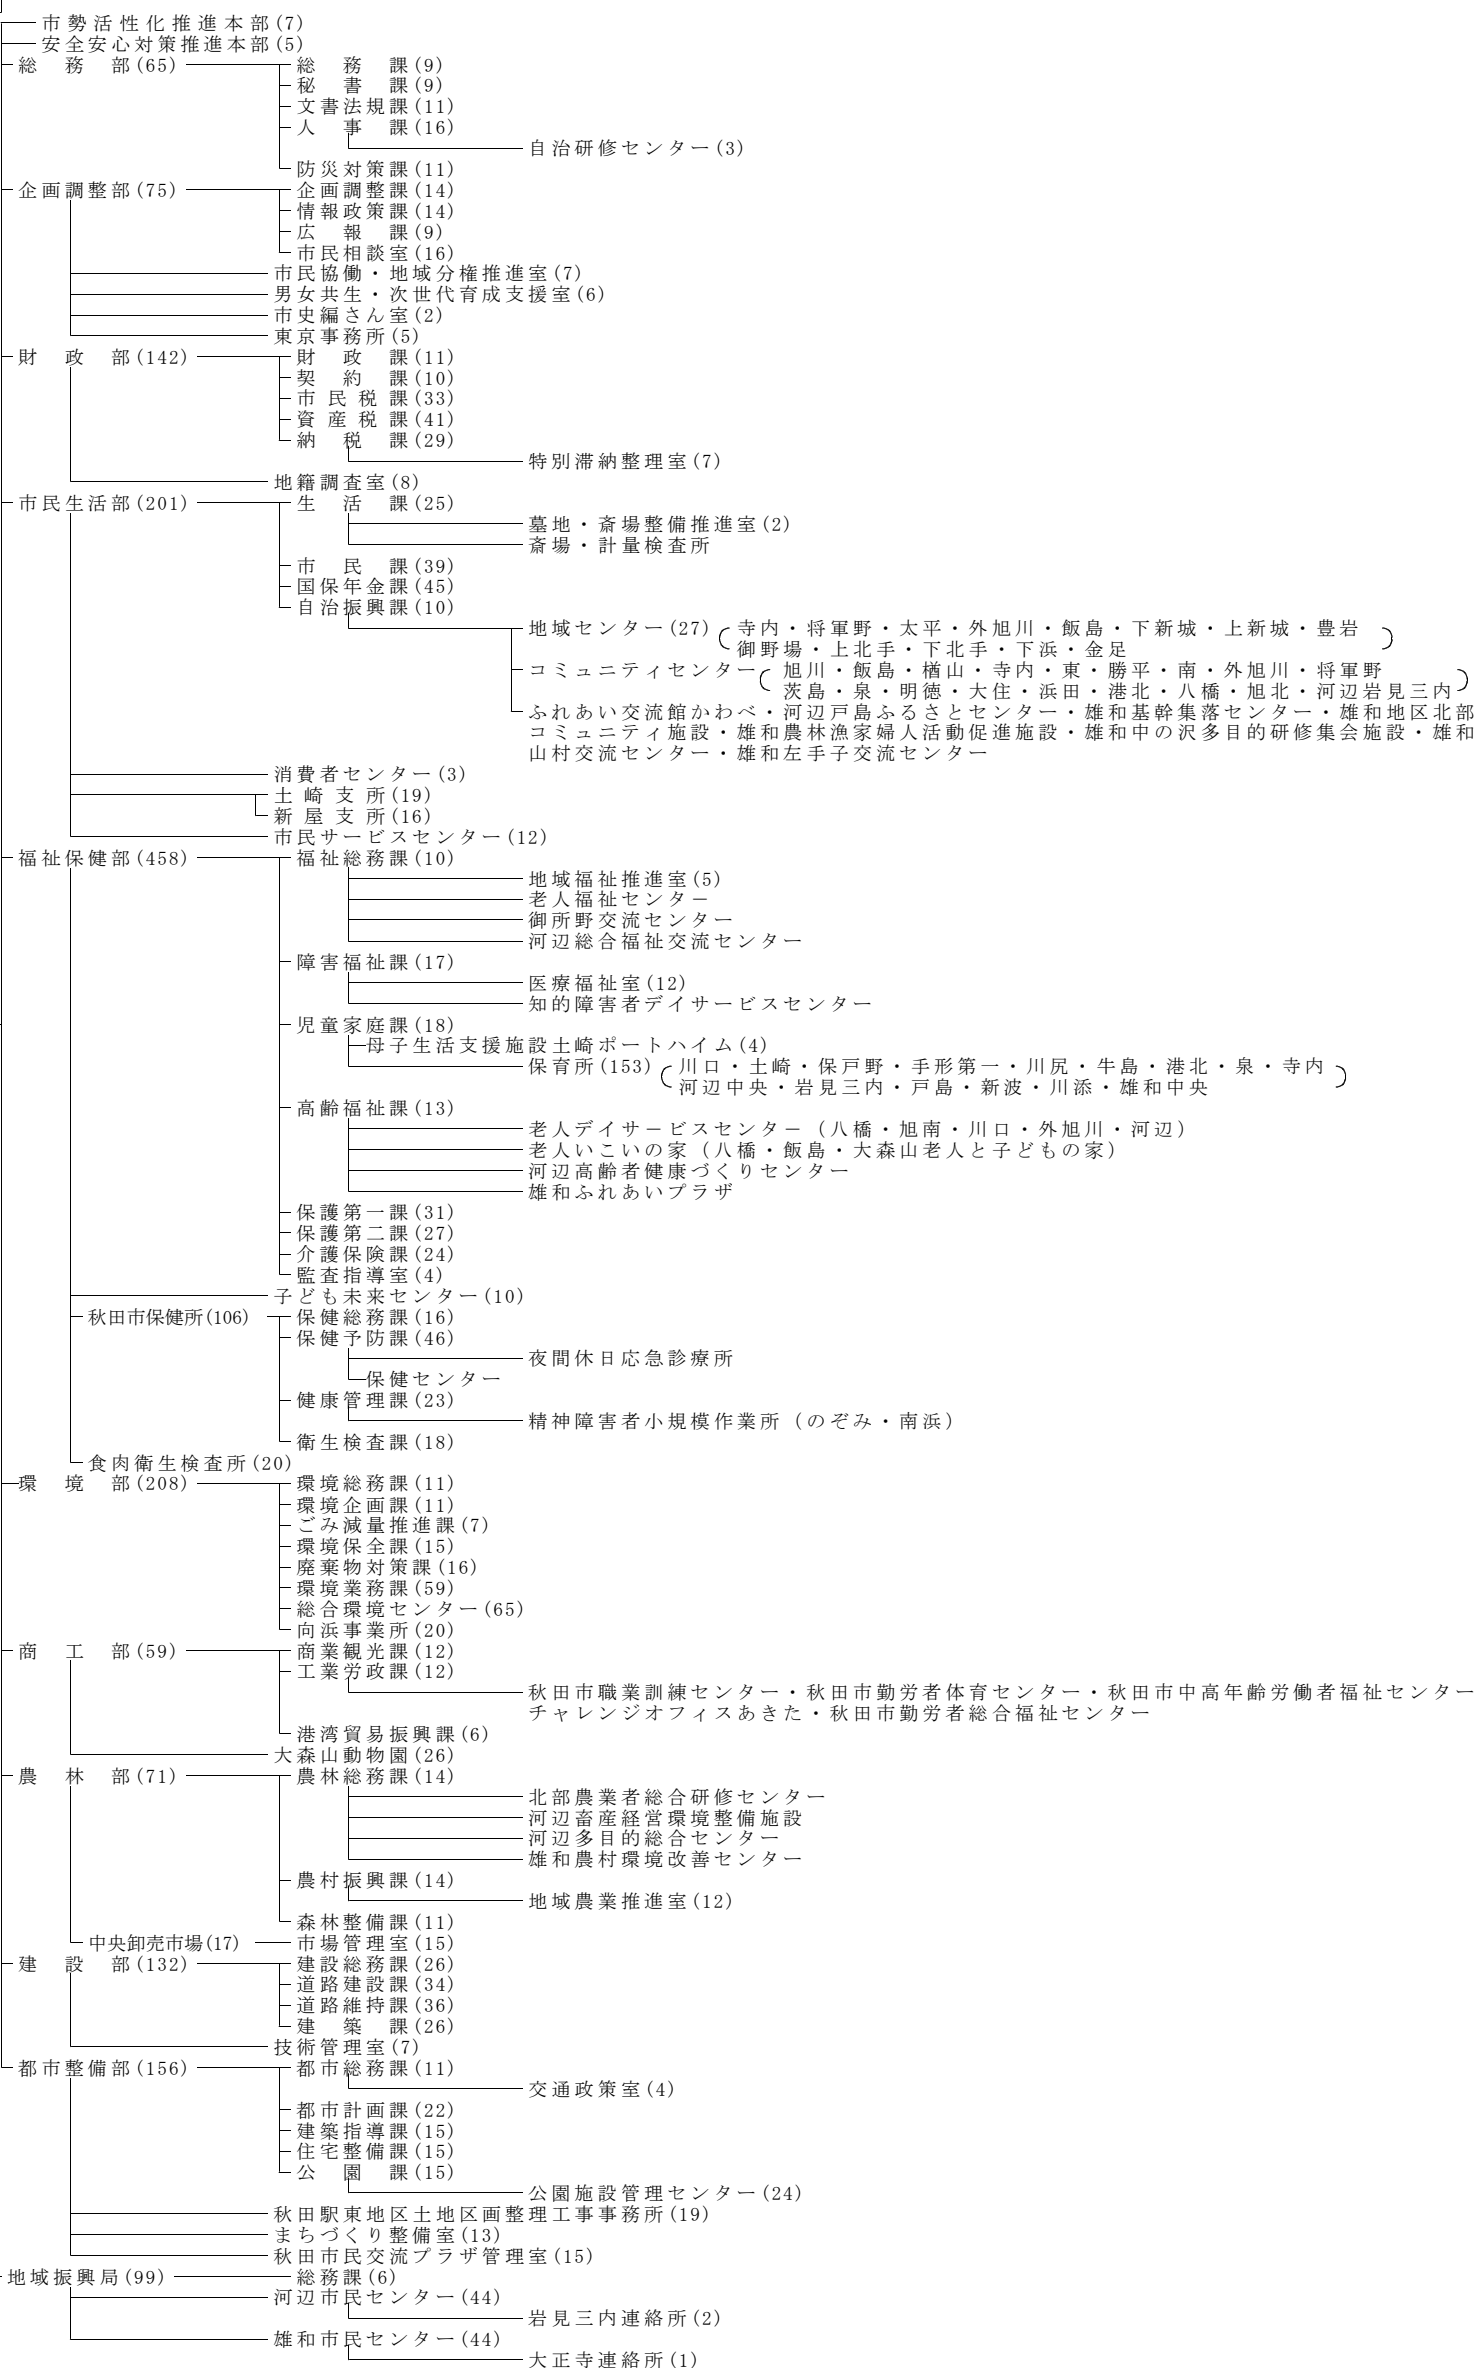 市勢活性化推進本部(7)
安全安心対策推進本部(5)
総　務　部(65) 総　務　課(9)
秘　書　課(9)
文書法規課(11)
人　事　課(16)
自治研修センター(3)
防災対策課(11)
企画調整部(75) 企画調整課(14)
情報政策課(14)
広　報　課(9)
市民相談室(16)
市民協働・地域分権推進室(7)
男女共生・次世代育成支援室(6)
市史編さん室(2)
東京事務所(5)
財　政　部(142) 財　政　課(11)
契　約　課(10)
市民税課(33)
資産税課(41)
納　税　課(29)
特別滞納整理室(7)
地籍調査室(8)
市民生活部(201) 生　活　課(25)
墓地・斎場整備推進室(2)
斎場・計量検査所
市　民　課(39)
国保年金課(45)
自治振興課(10)
地域センター(27) (寺内・将軍野・太平・外旭川・飯島・下新城・上新城・豊岩
御野場・上北手・下北手・下浜・金足)
コミュニティセンター(旭川・飯島・楢山・寺内・東・勝平・南・外旭川・将軍野
茨島・泉・明徳・大住・浜田・港北・八橋・旭北・河辺岩見三内)
ふれあい交流館かわべ・河辺戸島ふるさとセンター・雄和基幹集落センター・雄和地区北部
コミュニティ施設・雄和農林漁家婦人活動促進施設・雄和中の沢多目的研修集会施設・雄和
山村交流センター・雄和左手子交流センター
消費者センター(3)
土崎支所(19)
新屋支所(16)
市民サービスセンター(12)
福祉保健部(458) 福祉総務課(10)
地域福祉推進室(5)
老人福祉センタ－
御所野交流センター
河辺総合福祉交流センター
障害福祉課(17)
医療福祉室(12)
知的障害者デイサービスセンター
児童家庭課(18)
母子生活支援施設土崎ポートハイム(4)
保育所(153) (川口・土崎・保戸野・手形第一・川尻・牛島・港北・泉・寺内
河辺中央・岩見三内・戸島・新波・川添・雄和中央)
高齢福祉課(13)
老人デイサ－ビスセンタ－（八橋・旭南・川口・外旭川・河辺）
老人いこいの家（八橋・飯島・大森山老人と子どもの家）
河辺高齢者健康づくりセンター
雄和ふれあいプラザ
保護第一課(31)
保護第二課(27)
介護保険課(24)
監査指導室(4)
子ども未来センター(10)
秋田市保健所(106) 保健総務課(16)
保健予防課(46)
夜間休日応急診療所
保健センター
健康管理課(23)
精神障害者小規模作業所（のぞみ・南浜）
衛生検査課(18)
食肉衛生検査所(20)
環　境　部(208) 環境総務課(11)
環境企画課(11)
ごみ減量推進課(7)
環境保全課(15)
廃棄物対策課(16)
環境業務課(59)
総合環境センター(65)
向浜事業所(20)
商　工　部(59) 商業観光課(12)
工業労政課(12)
秋田市職業訓練センター・秋田市勤労者体育センター・秋田市中高年齢労働者福祉センター
チャレンジオフィスあきた・秋田市勤労者総合福祉センター
港湾貿易振興課(6)
大森山動物園(26)
農　林　部(71) 農林総務課(14)
北部農業者総合研修センター
河辺畜産経営環境整備施設
河辺多目的総合センター
雄和農村環境改善センター
農村振興課(14)
地域農業推進室(12)
森林整備課(11)
中央卸売市場(17) 市場管理室(15)
建　設　部(132) 建設総務課(26)
道路建設課(34)
道路維持課(36)
建　築　課(26)
技術管理室(7)
都市整備部(156) 都市総務課(11)
交通政策室(4)
都市計画課(22)
建築指導課(15)
住宅整備課(15)
公　園　課(15)
公園施設管理センター(24)
秋田駅東地区土地区画整理工事事務所(19)
まちづくり整備室(13)
秋田市民交流プラザ管理室(15)
地域振興局(99) 総務課(6)
河辺市民センター(44)
岩見三内連絡所(2)
雄和市民センター(44)
大正寺連絡所(1)